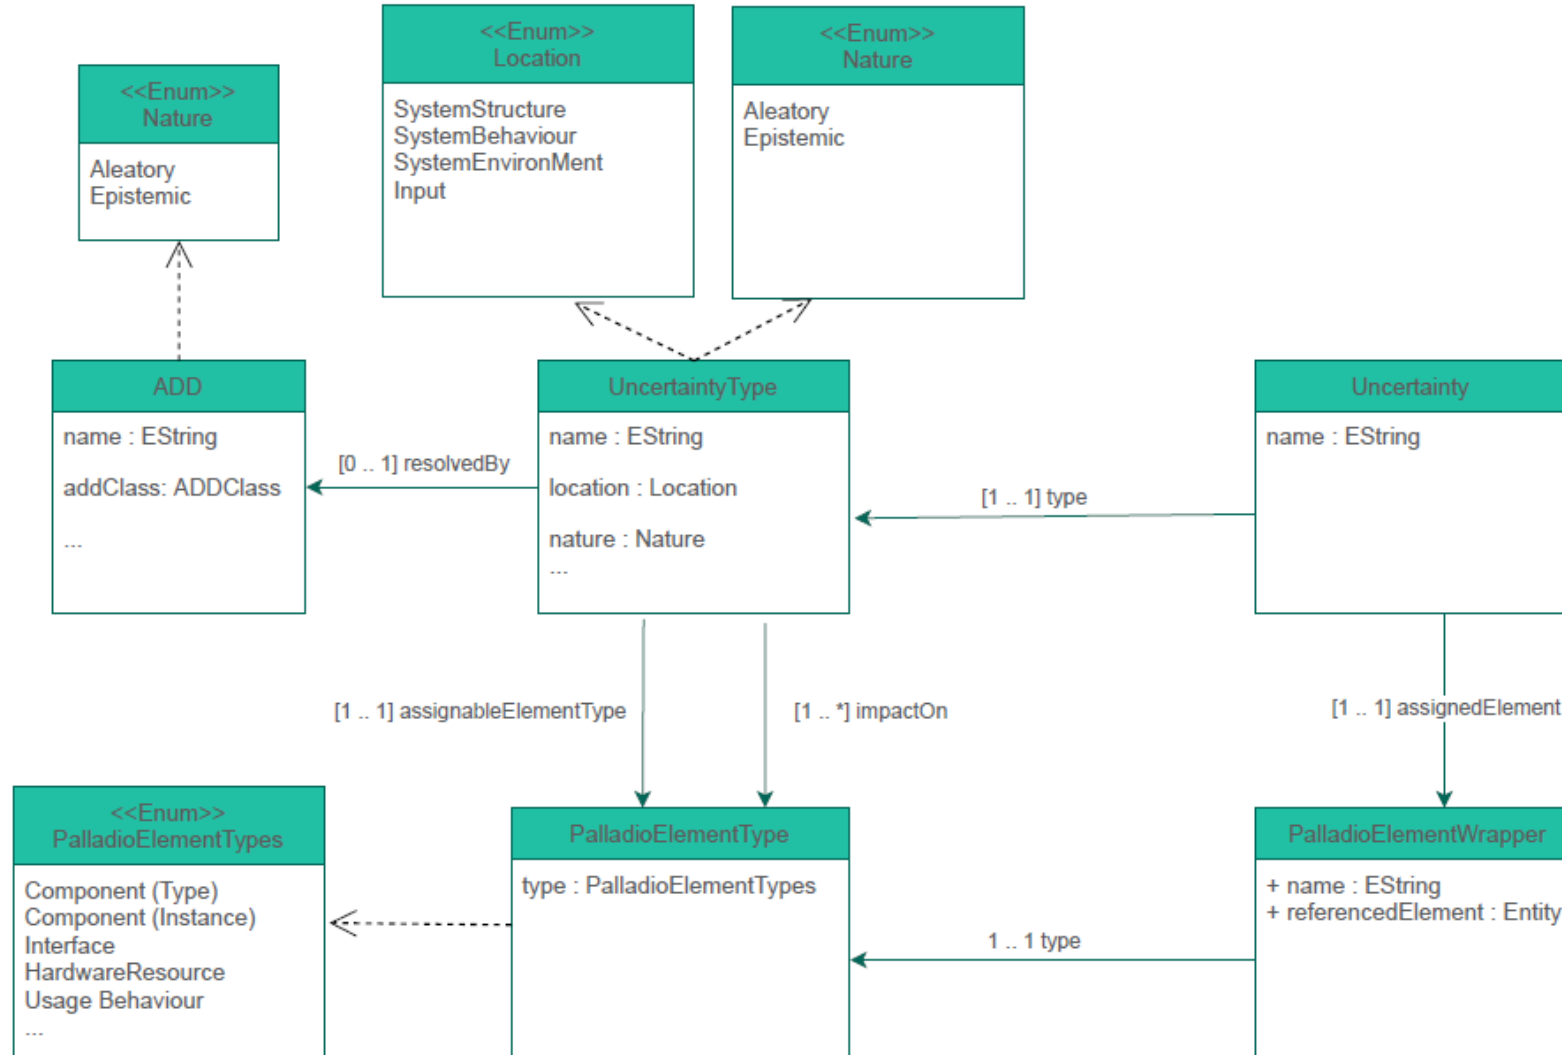 <<Enum>>
Nature
Aleatory
Epistemic
<<Enum>>
Location
SystemStructure
SystemBehaviour
SystemEnvironMent
Input
<<Enum>>
Nature
Aleatory
Epistemic
ADD
name : EString
addClass: ADDClass
...
[0 .. 1] resolvedBy
UncertaintyType
name : EString
location : Location
nature : Nature
...
[1 .. 1] type
Uncertainty
name : EString
[1 .. 1] assignableElementType
[1 .. *] impactOn
[1 .. 1] assignedElement
<<Enum>>
PalladioElementTypes
Component (Type)
Component (Instance)
Interface
HardwareResource
Usage Behaviour
...
PalladioElementType
type : PalladioElementTypes
1 .. 1 type
PalladioElementWrapper
+ name : EString
+ referencedElement : Entity